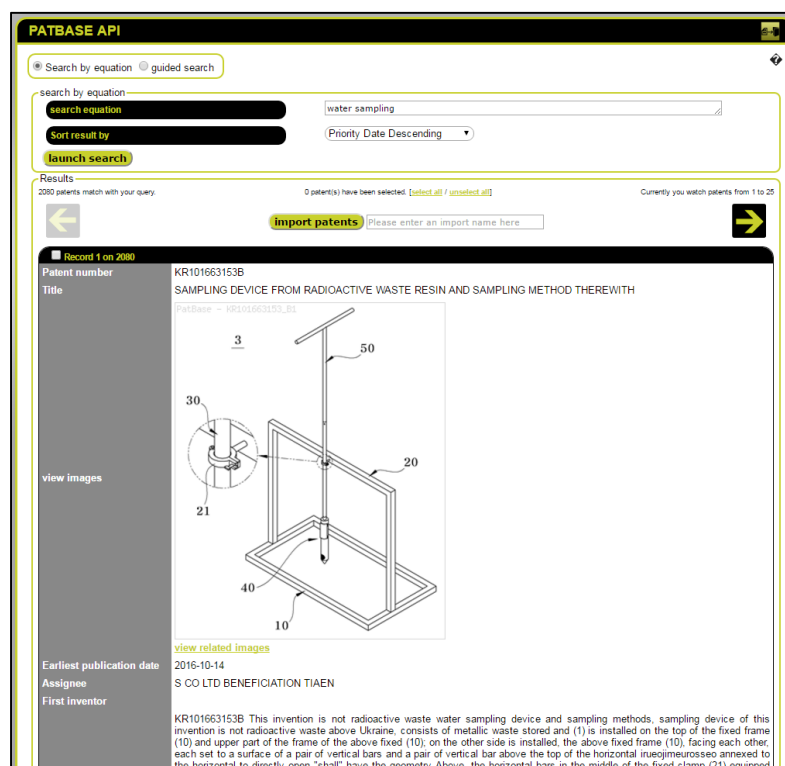 PATBASE API
Search by equation guided search
search by equation
search equation water sampling
Sort result by Priority Date Descending
launch search
Results
2080 patents match with your query. 0 patent(s) have been selected. [select all / unselect all] Currently you watch patents from 1 to 25
import patents Please enter an import name here
Record 1 on 2080
Patent number KR101663153B
Title SAMPLING DEVICE FROM RADIOACTIVE WASTE RESIN AND SAMPLING METHOD THEREWITH
PatBase - KR101663153_B1
3
50
30
20
view images
21
40
10
view related images
Earliest publication date 2016-10-14
Assignee S CO LTD BENEFICIATION TIAEN
First inventor
KR101663153B This invention is not radioactive waste water sampling device and sampling methods, sampling device of this
invention is not radioactive waste above Ukraine, consists of metallic waste stored and (1) is installed on the top of the fixed frame
(10) and upper part of the frame of the above fixed (10); on the other side is installed, the above fixed frame (10), facing each other,
each set to a surface of a pair of vertical bars and a pair of vertical bar above the top of the horizontal irueojimeurosseo annexed to
the horizontal to directly open "shall" have the geometry Above, the horizontal bars in the middle of the fixed clamp (21) equipped